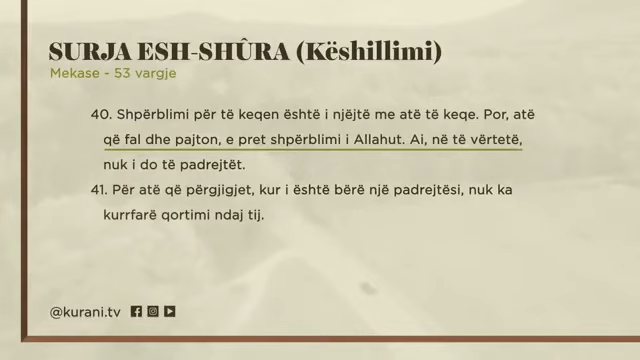 SURJA ESH-SHÛRA (Këshillimi)
Mekase - 53 vargje
40. Shpërblimi për të keqen është i njëjtë me atë të keqe. Por, atë
që fal dhe pajton, e pret shpërblimi i Allahut. Ai, në të vërtetë,
nuk i do të padrejtët.
41. Për atë që përgjigjet, kur i është bërë një padrejtësi, nuk ka
kurrfarë qortimi ndaj tij.
@kurani.tv